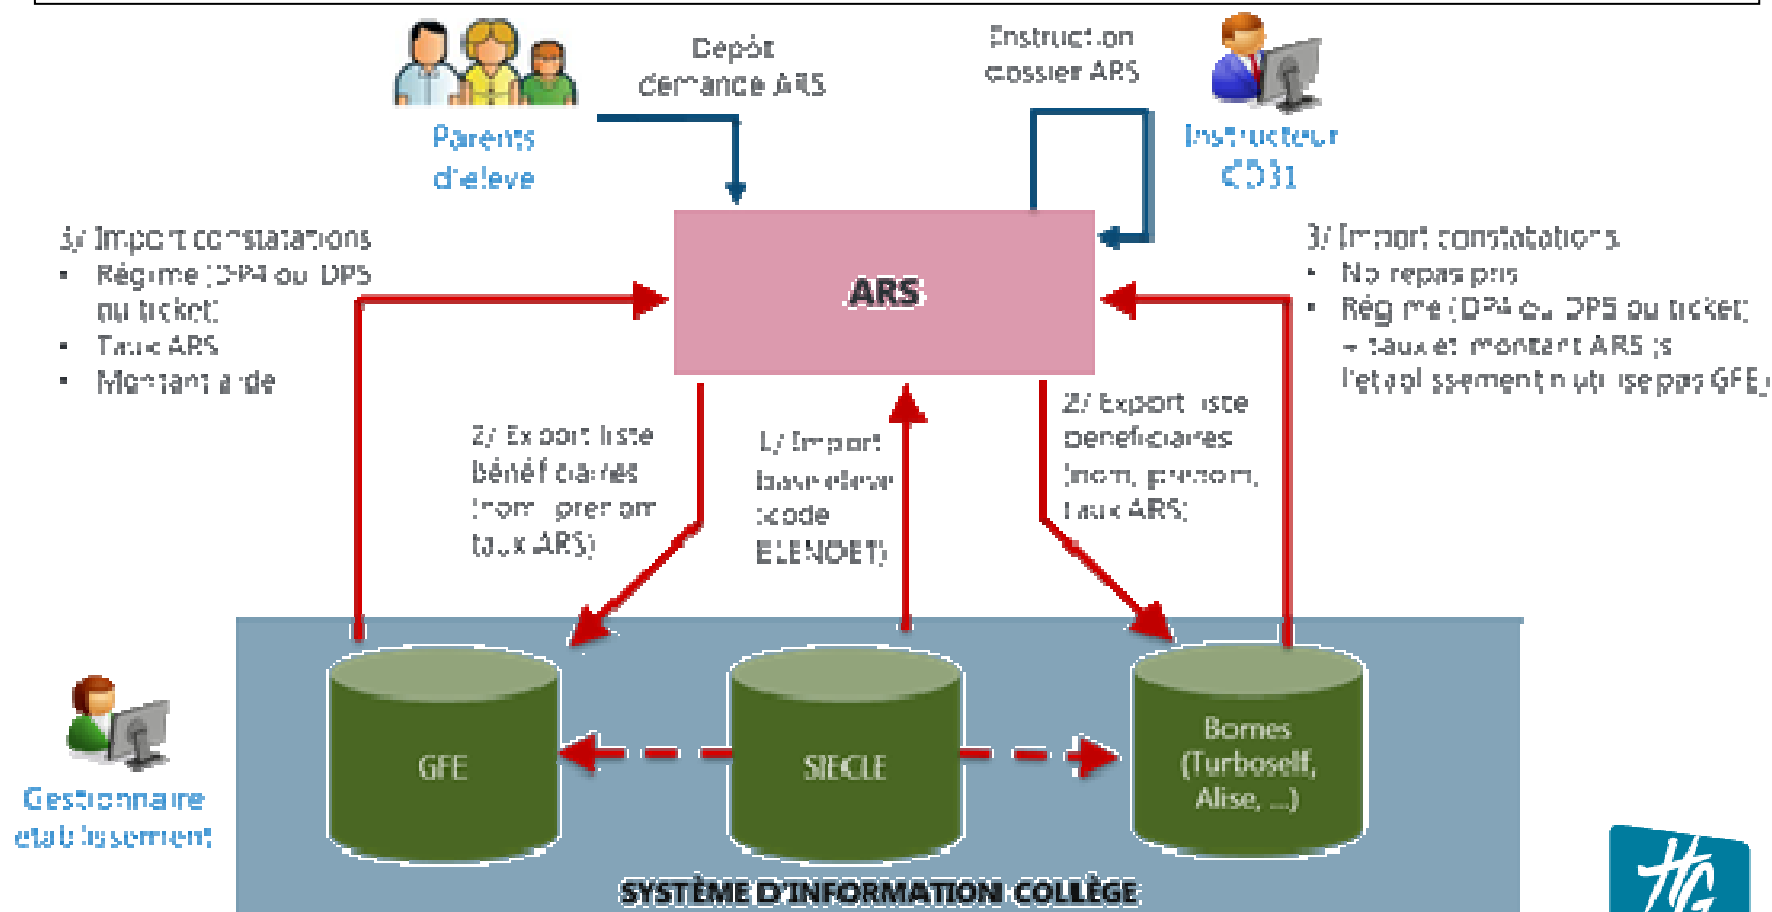 Dépôt
demande ARS
Instruction
dossier ARS
Parents
d'élève
Instructeur
CD31
3/ Import constatations
• Régime (DP4 ou DP5
ou ticket)
• Taux ARS
• Montant aide
ARS
3/ Import constatations
• Nb repas pris
• Régime (DP4 ou DP5 ou ticket)
+ taux et montant ARS (si
l'établissement n'utilise pas GFE)
2/ Export liste
bénéficiaires
(nom, prénom,
taux ARS)
1/ Import
base élève
(code
ELENOET)
2/ Export liste
bénéficiaires
(nom, prénom,
taux ARS)
Gestionnaire
établissement
GFE
SIECLE
Bornes
(Turboself,
Alise, ...)
SYSTÈME D'INFORMATION COLLÈGE
HG